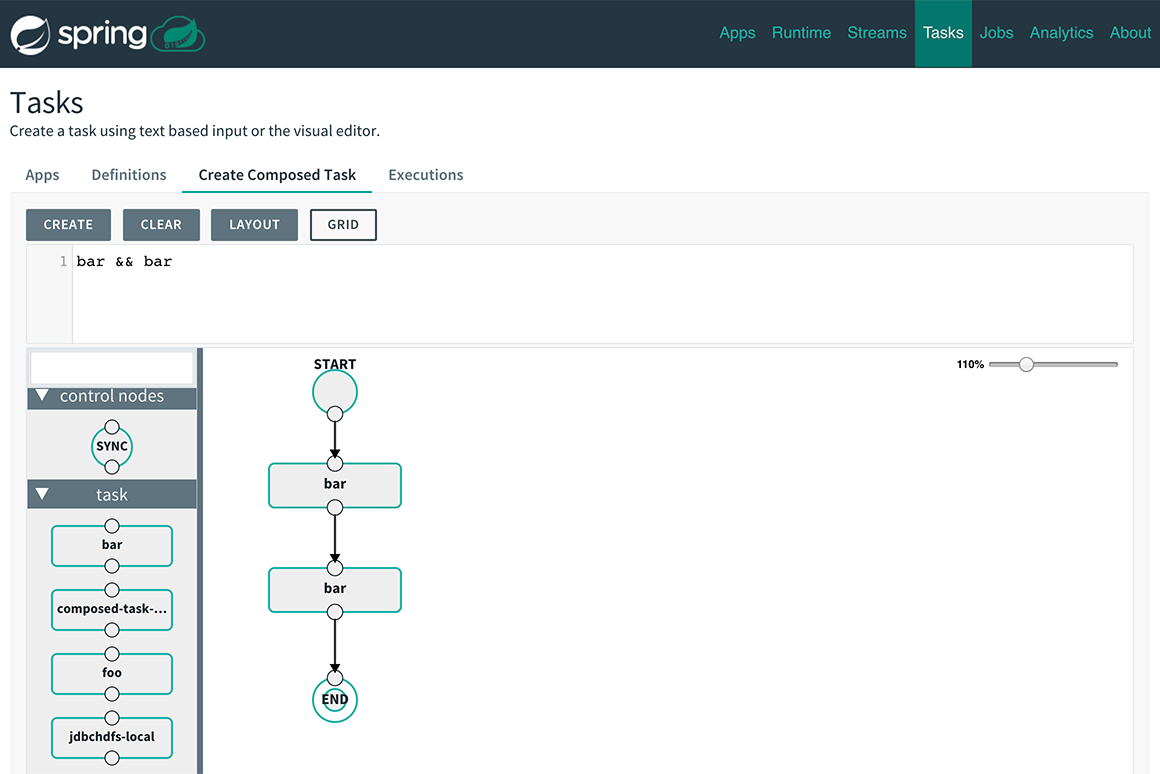 spring
Apps Runtime Streams Tasks Jobs Analytics About
Tasks
Create a task using text based input or the visual editor.
Apps Definitions Create Composed Task Executions
CREATE CLEAR LAYOUT GRID
1 bar && bar
110%
control nodes
SYNC
task
bar
composed-task-...
foo
jdbchdfs-local
START
bar
bar
END